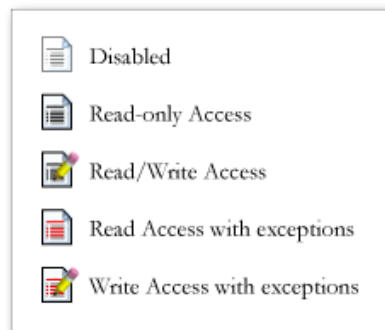 Disabled
Read-only Access
Read/Write Access
Read Access with exceptions
Write Access with exceptions